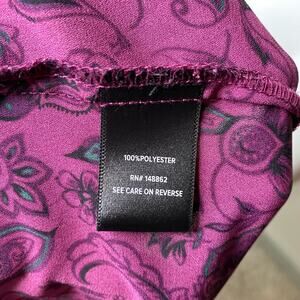 100%POLYESTER
RN# 148862
SEE CARE ON REVERSE